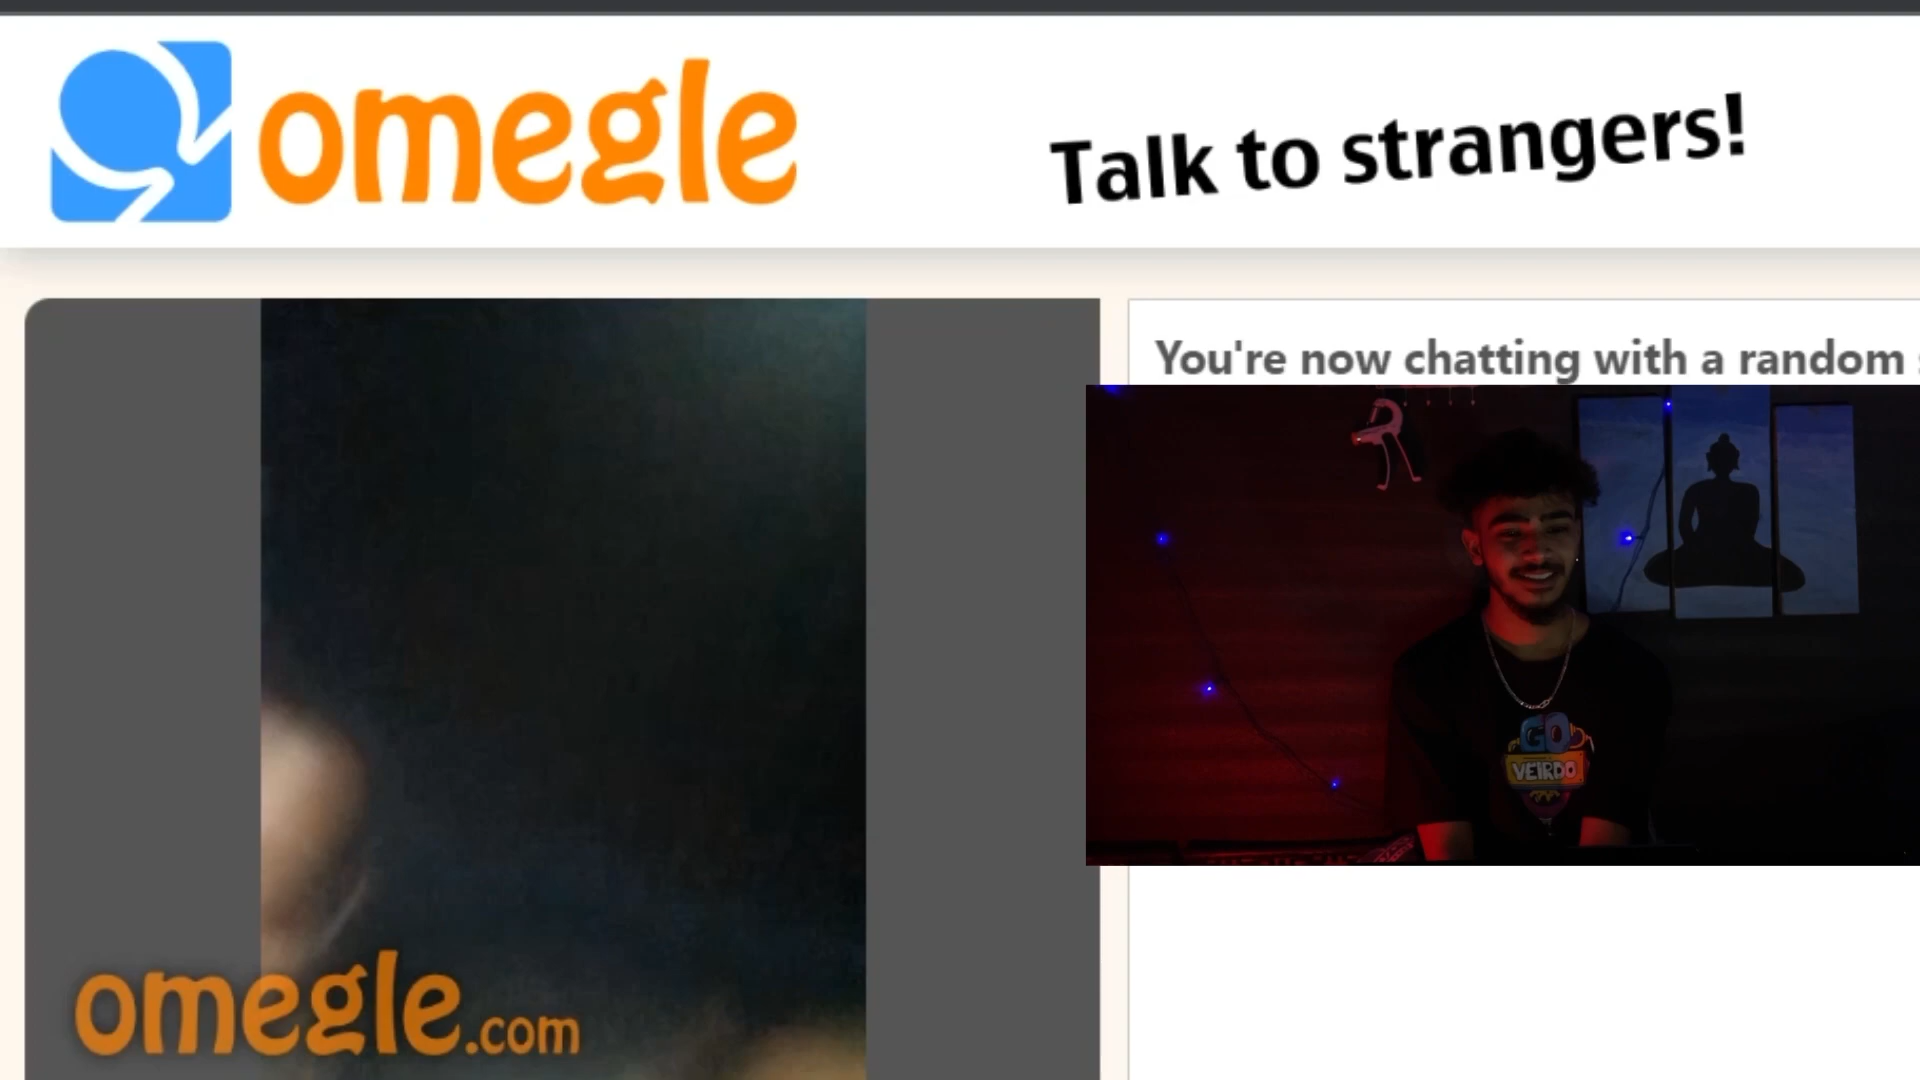 omegle
Talk to strangers!
You're now chatting with a random
GO
VEIRDO
omegle.com